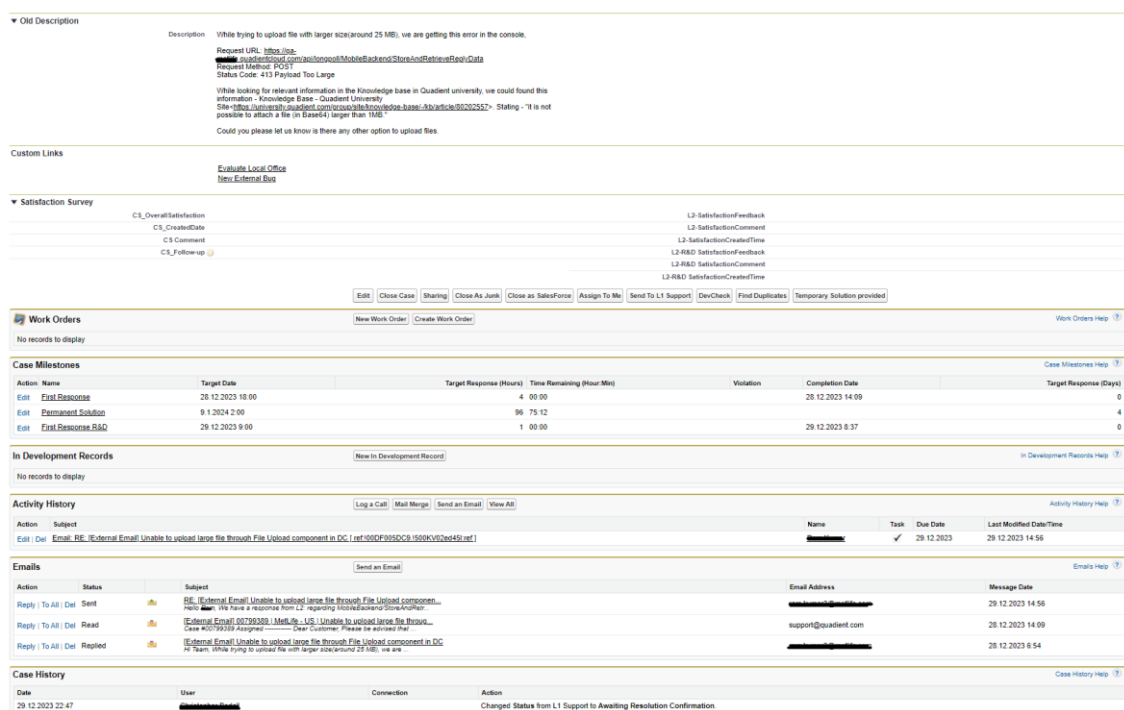 ▼ Old Description
Description While trying to upload file with larger size(around 25 MB), we are getting this error in the console,
Request URL: https://qa-
.quadientcloud.com/api/longpoll/MobileBackend/StoreAndRetrieveReplyData
Request Method: POST
Status Code: 413 Payload Too Large
While looking for relevant information in the Knowledge base in Quadient university, we could found this
information - Knowledge Base - Quadient University
Site<https://university.quadient.com/group/site/knowledge-base/-/kb/article/80202557>. Stating - "it is not
possible to attach a file (in Base64) larger than 1MB."
Could you please let us know is there any other option to upload files.
Custom Links
Evaluate Local Office
New External Bug
▼ Satisfaction Survey
CS_OverallSatisfaction L2-SatisfactionFeedback
CS_CreatedDate L2-SatisfactionComment
CS Comment L2-SatisfactionCreatedTime
CS_Follow-up L2-R&D SatisfactionFeedback
L2-R&D SatisfactionComment
L2-R&D SatisfactionCreatedTime
Edit Close Case Sharing Close As Junk Close as SalesForce Assign To Me Send To L1 Support DevCheck Find Duplicates Temporary Solution provided
Work Orders New Work Order Create Work Order Work Orders Help ?
No records to display
Case Milestones Case Milestones Help ?
Action Name Target Date Target Response (Hours) Time Remaining (Hour:Min) Violation Completion Date Target Response (Days)
Edit First Response 28.12.2023 18:00 4 00:00 28.12.2023 14:09 0
Edit Permanent Solution 9.1.2024 2:00 96 75:12 4
Edit First Response R&D 29.12.2023 9:00 1 00:00 29.12.2023 8:37 0
In Development Records New In Development Record In Development Records Help ?
No records to display
Activity History Log a Call Mail Merge Send an Email View All Activity History Help ?
Action Subject Name Task Due Date Last Modified Date/Time
Edit | Del Email: RE: [External Email] Unable to upload large file through File Upload component in DC [ ref:!00DF005DC9.!500KV02ed45l:ref ] ✓ 29.12.2023 29.12.2023 14:56
Emails Send an Email Emails Help ?
Action Status Subject Email Address Message Date
Reply | To All | Del Sent RE: [External Email] Unable to upload large file through File Upload componen... 29.12.2023 14:56
Hello We have a response from L2: regarding MobileBackend/StoreAndRetr...
Reply | To All | Del Read [External Email] 00799389 | MetLife - US | Unable to upload large file throug... support@quadient.com 28.12.2023 14:09
Case #00799389 Assigned ------------ Dear Customer, Please be advised that ...
Reply | To All | Del Replied [External Email] Unable to upload large file through File Upload component in DC 28.12.2023 6:54
Hi Team, While trying to upload file with larger size(around 25 MB), we are ...
Case History Case History Help ?
Date User Connection Action
29.12.2023 22:47 Changed Status from L1 Support to Awaiting Resolution Confirmation.